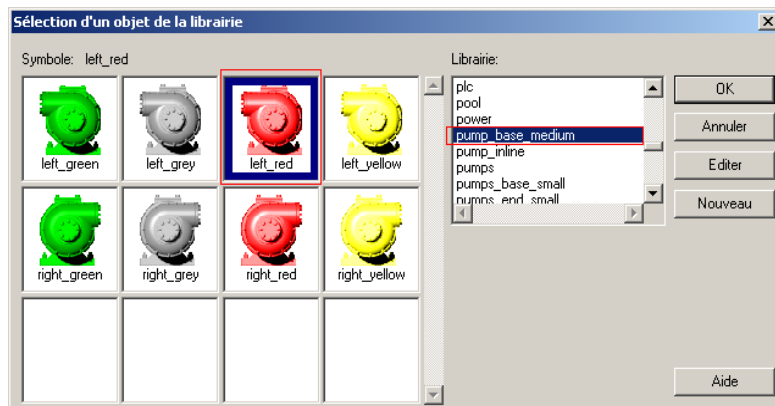 Sélection d'un objet de la librairie
Symbole: left_red
Librairie:
left_green left_grey left_red left_yellow
right_green right_grey right_red right_yellow
plc
pool
power
pump_base_medium
pump_inline
pumps
pumps_base_small
pumps_end_small
OK
Annuler
Editer
Nouveau
Aide